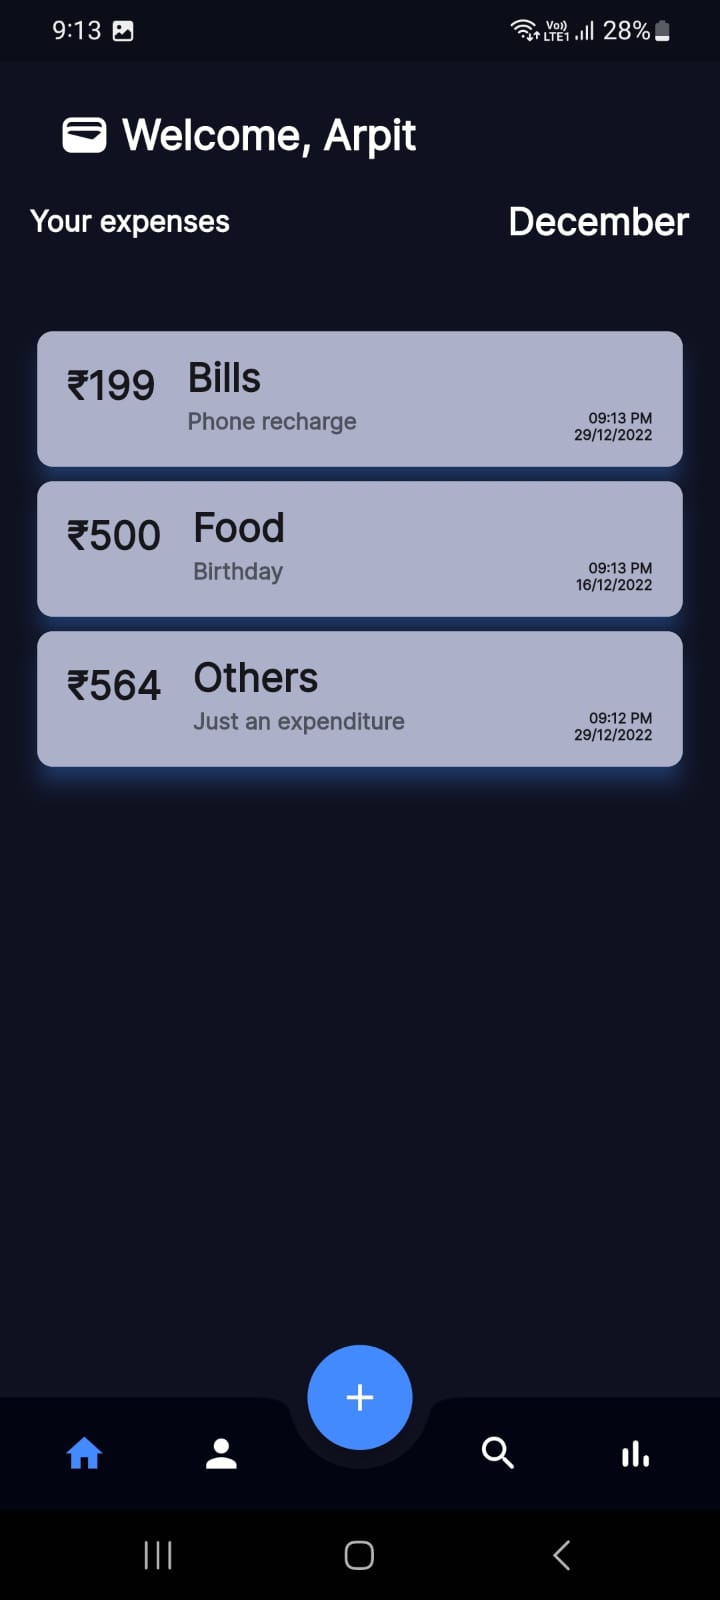 9:13 Vo)) LTE1 28%
Welcome, Arpit
Your expenses December
₹199 Bills
Phone recharge
09:13 PM
29/12/2022
₹500 Food
Birthday
09:13 PM
16/12/2022
₹564 Others
Just an expenditure
09:12 PM
29/12/2022